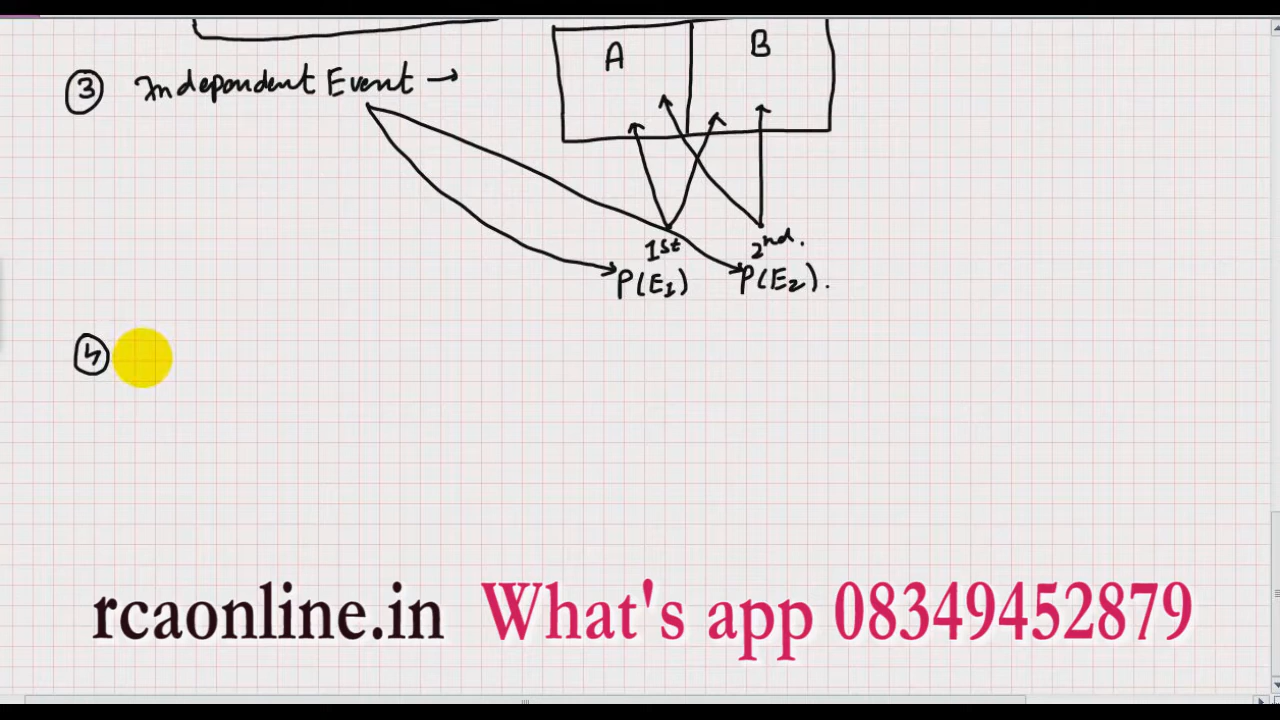 A B
③ Independent Event →
1st 2nd.
P(E₁) P(E₂).
④
rcaonline.in What's app 08349452879